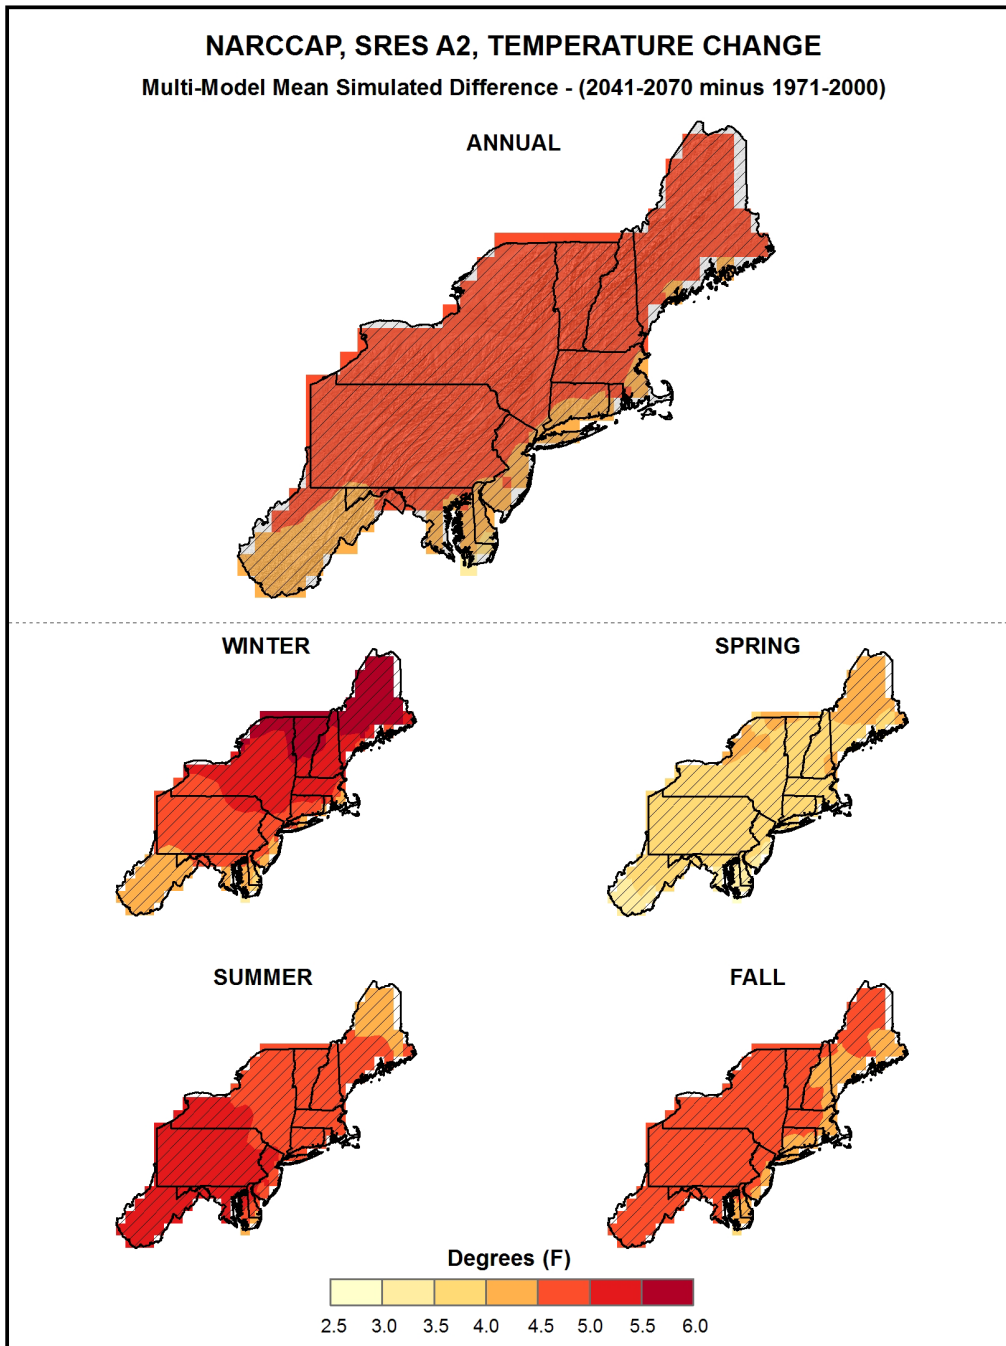 NARCCAP, SRES A2, TEMPERATURE CHANGE
Multi-Model Mean Simulated Difference - (2041-2070 minus 1971-2000)
ANNUAL
WINTER
SPRING
SUMMER
FALL
Degrees (F)
2.5 3.0 3.5 4.0 4.5 5.0 5.5 6.0